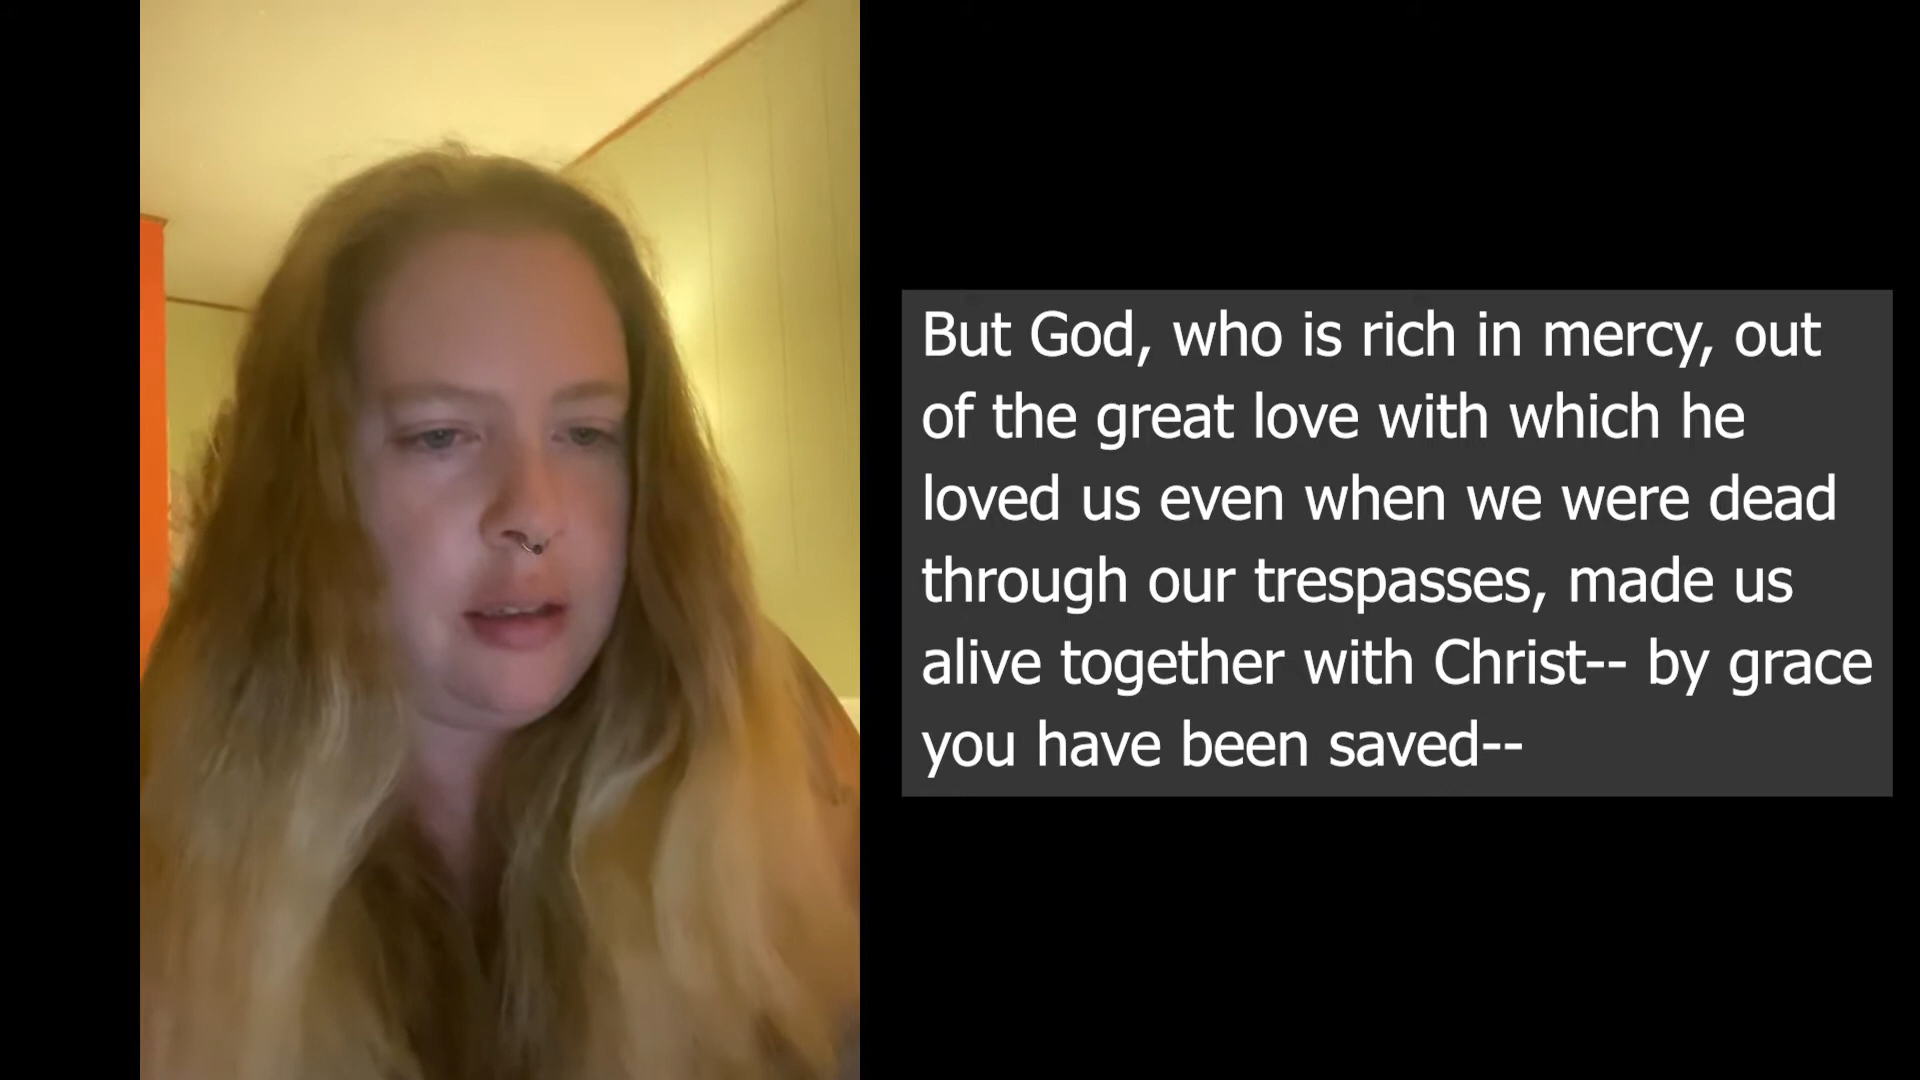 But God, who is rich in mercy, out
of the great love with which he
loved us even when we were dead
through our trespasses, made us
alive together with Christ-- by grace
you have been saved--